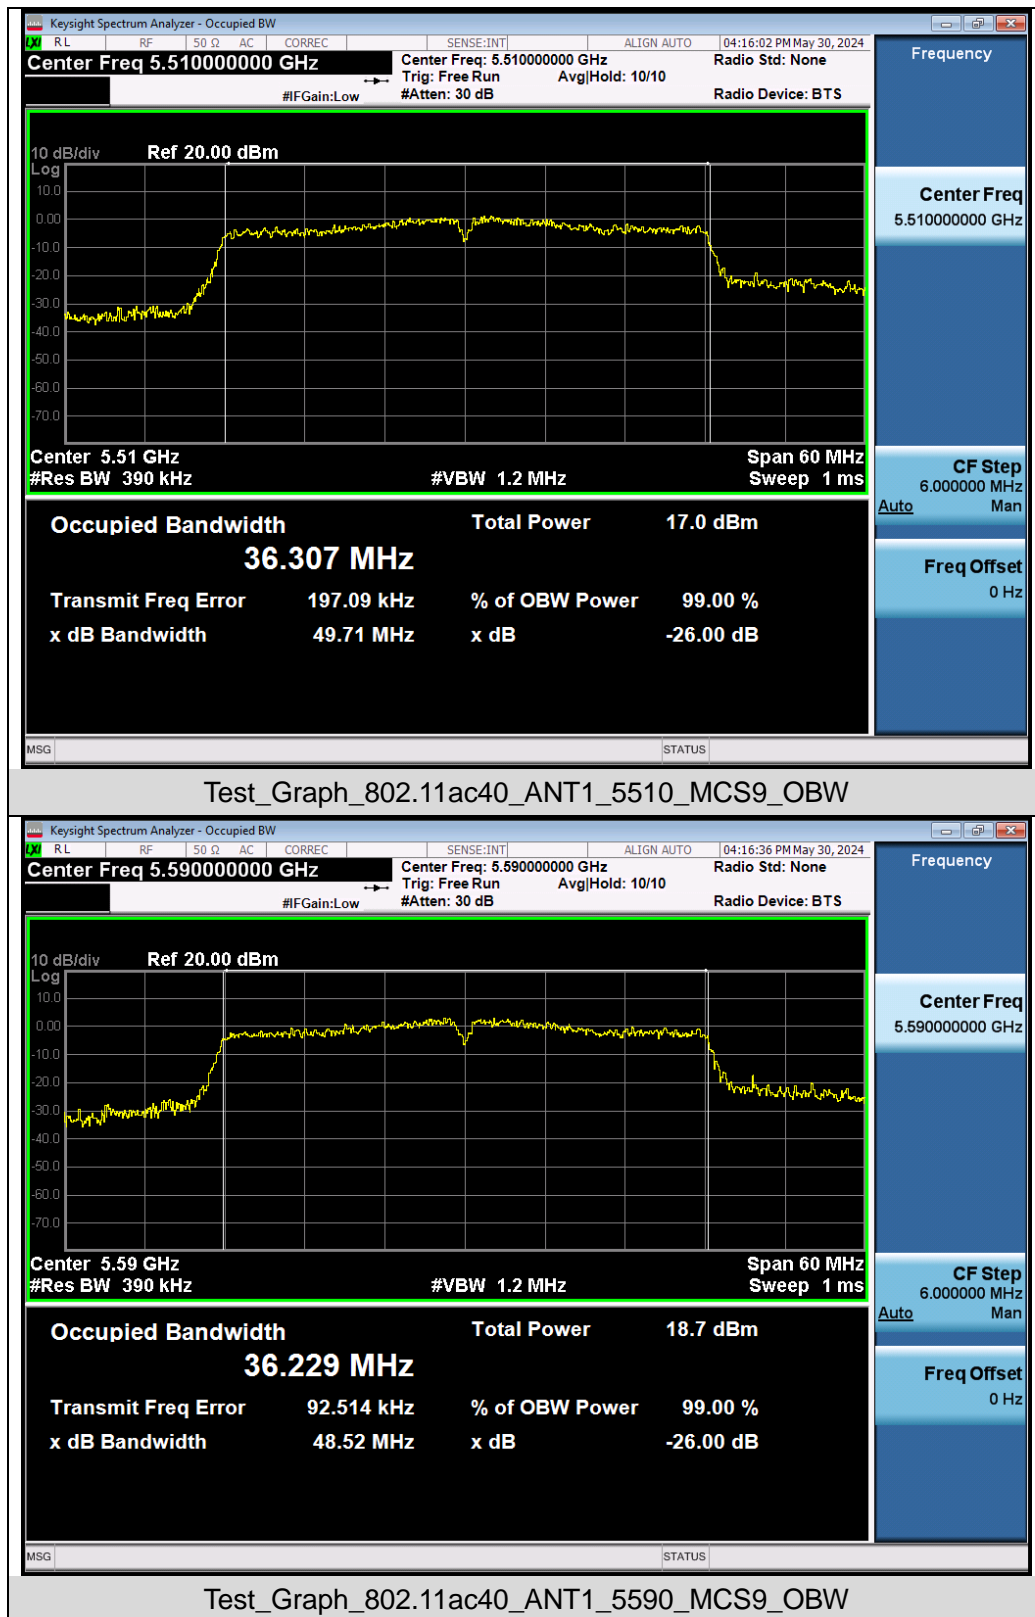 Keysight Spectrum Analyzer - Occupied BW
LXI RL RF 50 Ω AC CORREC SENSE:INT ALIGN AUTO 04:16:02 PM May 30, 2024
Center Freq 5.510000000 GHz
Center Freq: 5.510000000 GHz Radio Std: None
Trig: Free Run Avg|Hold: 10/10
#IFGain:Low #Atten: 30 dB Radio Device: BTS
Frequency
10 dB/div Ref 20.00 dBm
Log
10.0
0.00
-10.0
-20.0
-30.0
-40.0
-50.0
-60.0
-70.0
Center 5.51 GHz Span 60 MHz
#Res BW 390 kHz #VBW 1.2 MHz Sweep 1 ms
Center Freq
5.510000000 GHz
CF Step
6.000000 MHz
Auto Man
Freq Offset
0 Hz
Occupied Bandwidth Total Power 17.0 dBm
36.307 MHz
Transmit Freq Error 197.09 kHz % of OBW Power 99.00 %
x dB Bandwidth 49.71 MHz x dB -26.00 dB
MSG STATUS
Test_Graph_802.11ac40_ANT1_5510_MCS9_OBW
Keysight Spectrum Analyzer - Occupied BW
LXI RL RF 50 Ω AC CORREC SENSE:INT ALIGN AUTO 04:16:36 PM May 30, 2024
Center Freq 5.590000000 GHz
Center Freq: 5.590000000 GHz Radio Std: None
Trig: Free Run Avg|Hold: 10/10
#IFGain:Low #Atten: 30 dB Radio Device: BTS
Frequency
10 dB/div Ref 20.00 dBm
Log
10.0
0.00
-10.0
-20.0
-30.0
-40.0
-50.0
-60.0
-70.0
Center 5.59 GHz Span 60 MHz
#Res BW 390 kHz #VBW 1.2 MHz Sweep 1 ms
Center Freq
5.590000000 GHz
CF Step
6.000000 MHz
Auto Man
Freq Offset
0 Hz
Occupied Bandwidth Total Power 18.7 dBm
36.229 MHz
Transmit Freq Error 92.514 kHz % of OBW Power 99.00 %
x dB Bandwidth 48.52 MHz x dB -26.00 dB
MSG STATUS
Test_Graph_802.11ac40_ANT1_5590_MCS9_OBW